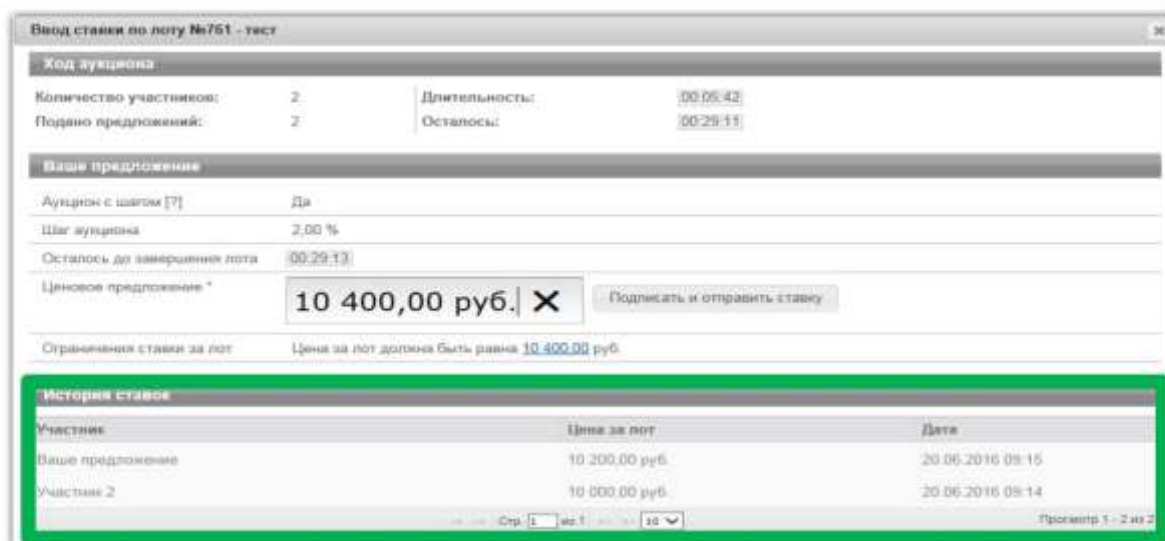 Ввод ставки по лоту №761 - тест
Ход аукциона
Количество участников: 2 Длительность: 00:05:42
Подано предложений: 2 Осталось: 00:29:11
Ваше предложение
Аукцион с шагом [?] Да
Шаг аукциона 2,00 %
Осталось до завершения лота 00:29:13
Ценовое предложение * 10 400,00 руб. Подписать и отправить ставку
Ограничения ставки за лот Цена за лот должна быть равна 10 400,00 руб.
История ставок
Участник Цена за лот Дата
Ваше предложение 10 200,00 руб. 20.06.2016 09:15
Участник 2 10 000,00 руб. 20.06.2016 09:14
Стр. 1 из 1 10 Просмотр 1 - 2 из 2